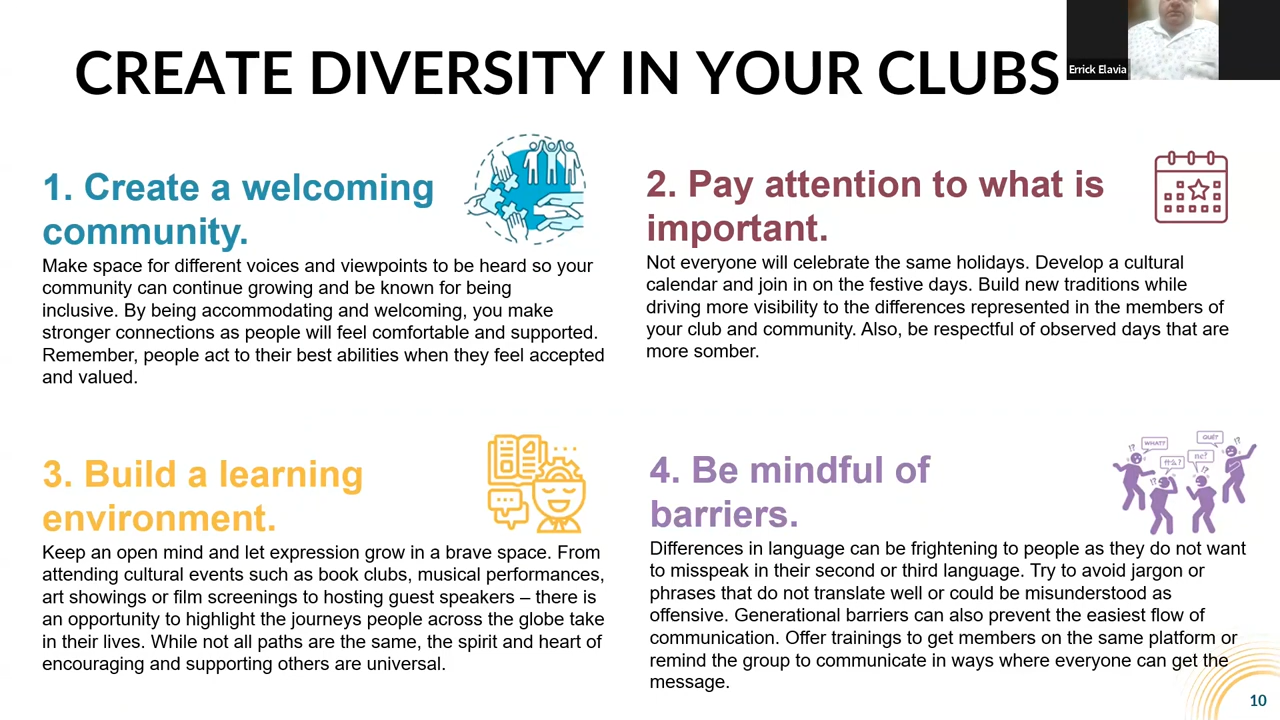 CREATE DIVERSITY IN YOUR CLUBS
Errick Elavia
1. Create a welcoming
community.
Make space for different voices and viewpoints to be heard so your
community can continue growing and be known for being
inclusive. By being accommodating and welcoming, you make
stronger connections as people will feel comfortable and supported.
Remember, people act to their best abilities when they feel accepted
and valued.
2. Pay attention to what is
important.
Not everyone will celebrate the same holidays. Develop a cultural
calendar and join in on the festive days. Build new traditions while
driving more visibility to the differences represented in the members of
your club and community. Also, be respectful of observed days that are
more somber.
3. Build a learning
environment.
Keep an open mind and let expression grow in a brave space. From
attending cultural events such as book clubs, musical performances,
art showings or film screenings to hosting guest speakers – there is
an opportunity to highlight the journeys people across the globe take
in their lives. While not all paths are the same, the spirit and heart of
encouraging and supporting others are universal.
4. Be mindful of
barriers.
WHAT?
QUÉ?
什么?
Differences in language can be frightening to people as they do not want
to misspeak in their second or third language. Try to avoid jargon or
phrases that do not translate well or could be misunderstood as
offensive. Generational barriers can also prevent the easiest flow of
communication. Offer trainings to get members on the same platform or
remind the group to communicate in ways where everyone can get the
message.
10